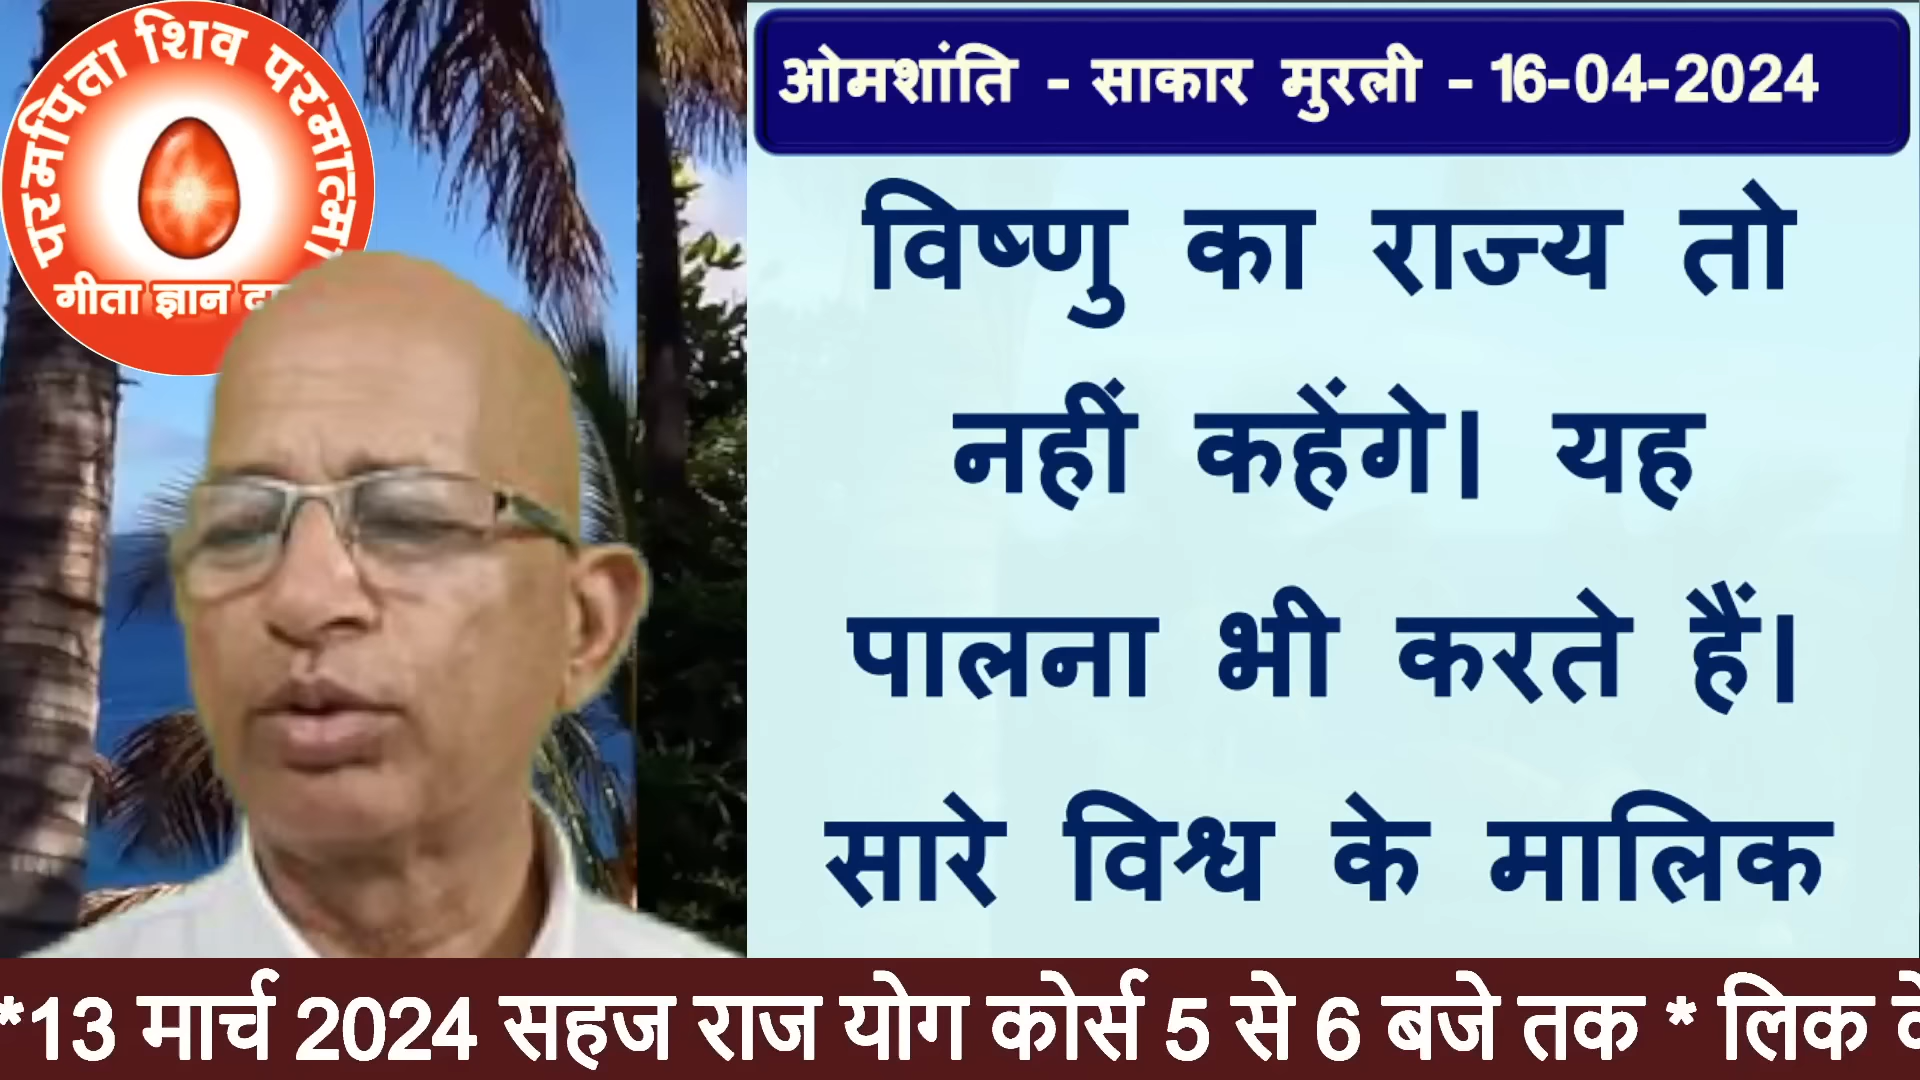 परमपिता शिव परमात्मा
गीता ज्ञान
ओमशांति - साकार मुरली - 16-04-2024
विष्णु का राज्य तो
नहीं कहेंगे। यह
पालना भी करते हैं।
सारे विश्व के मालिक
*13 मार्च 2024 सहज राज योग कोर्स 5 से 6 बजे तक * लिक